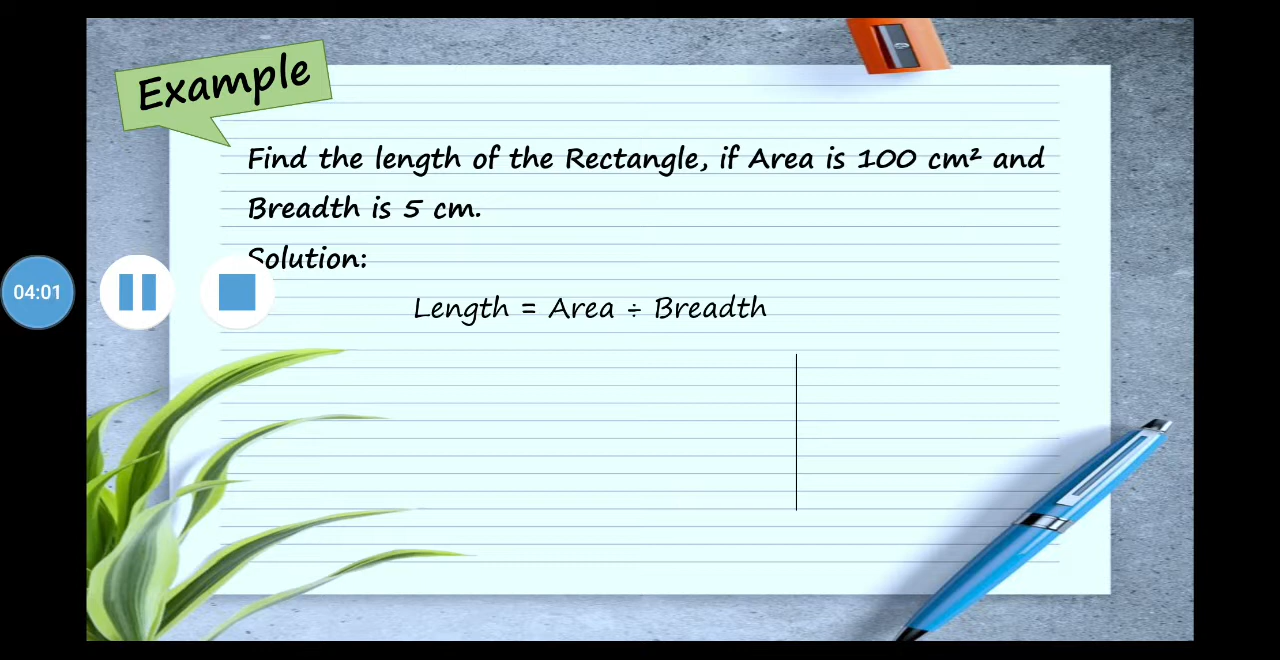 Example
Find the length of the Rectangle, if Area is 100 cm² and
Breadth is 5 cm.
Solution:
04:01
Length = Area ÷ Breadth